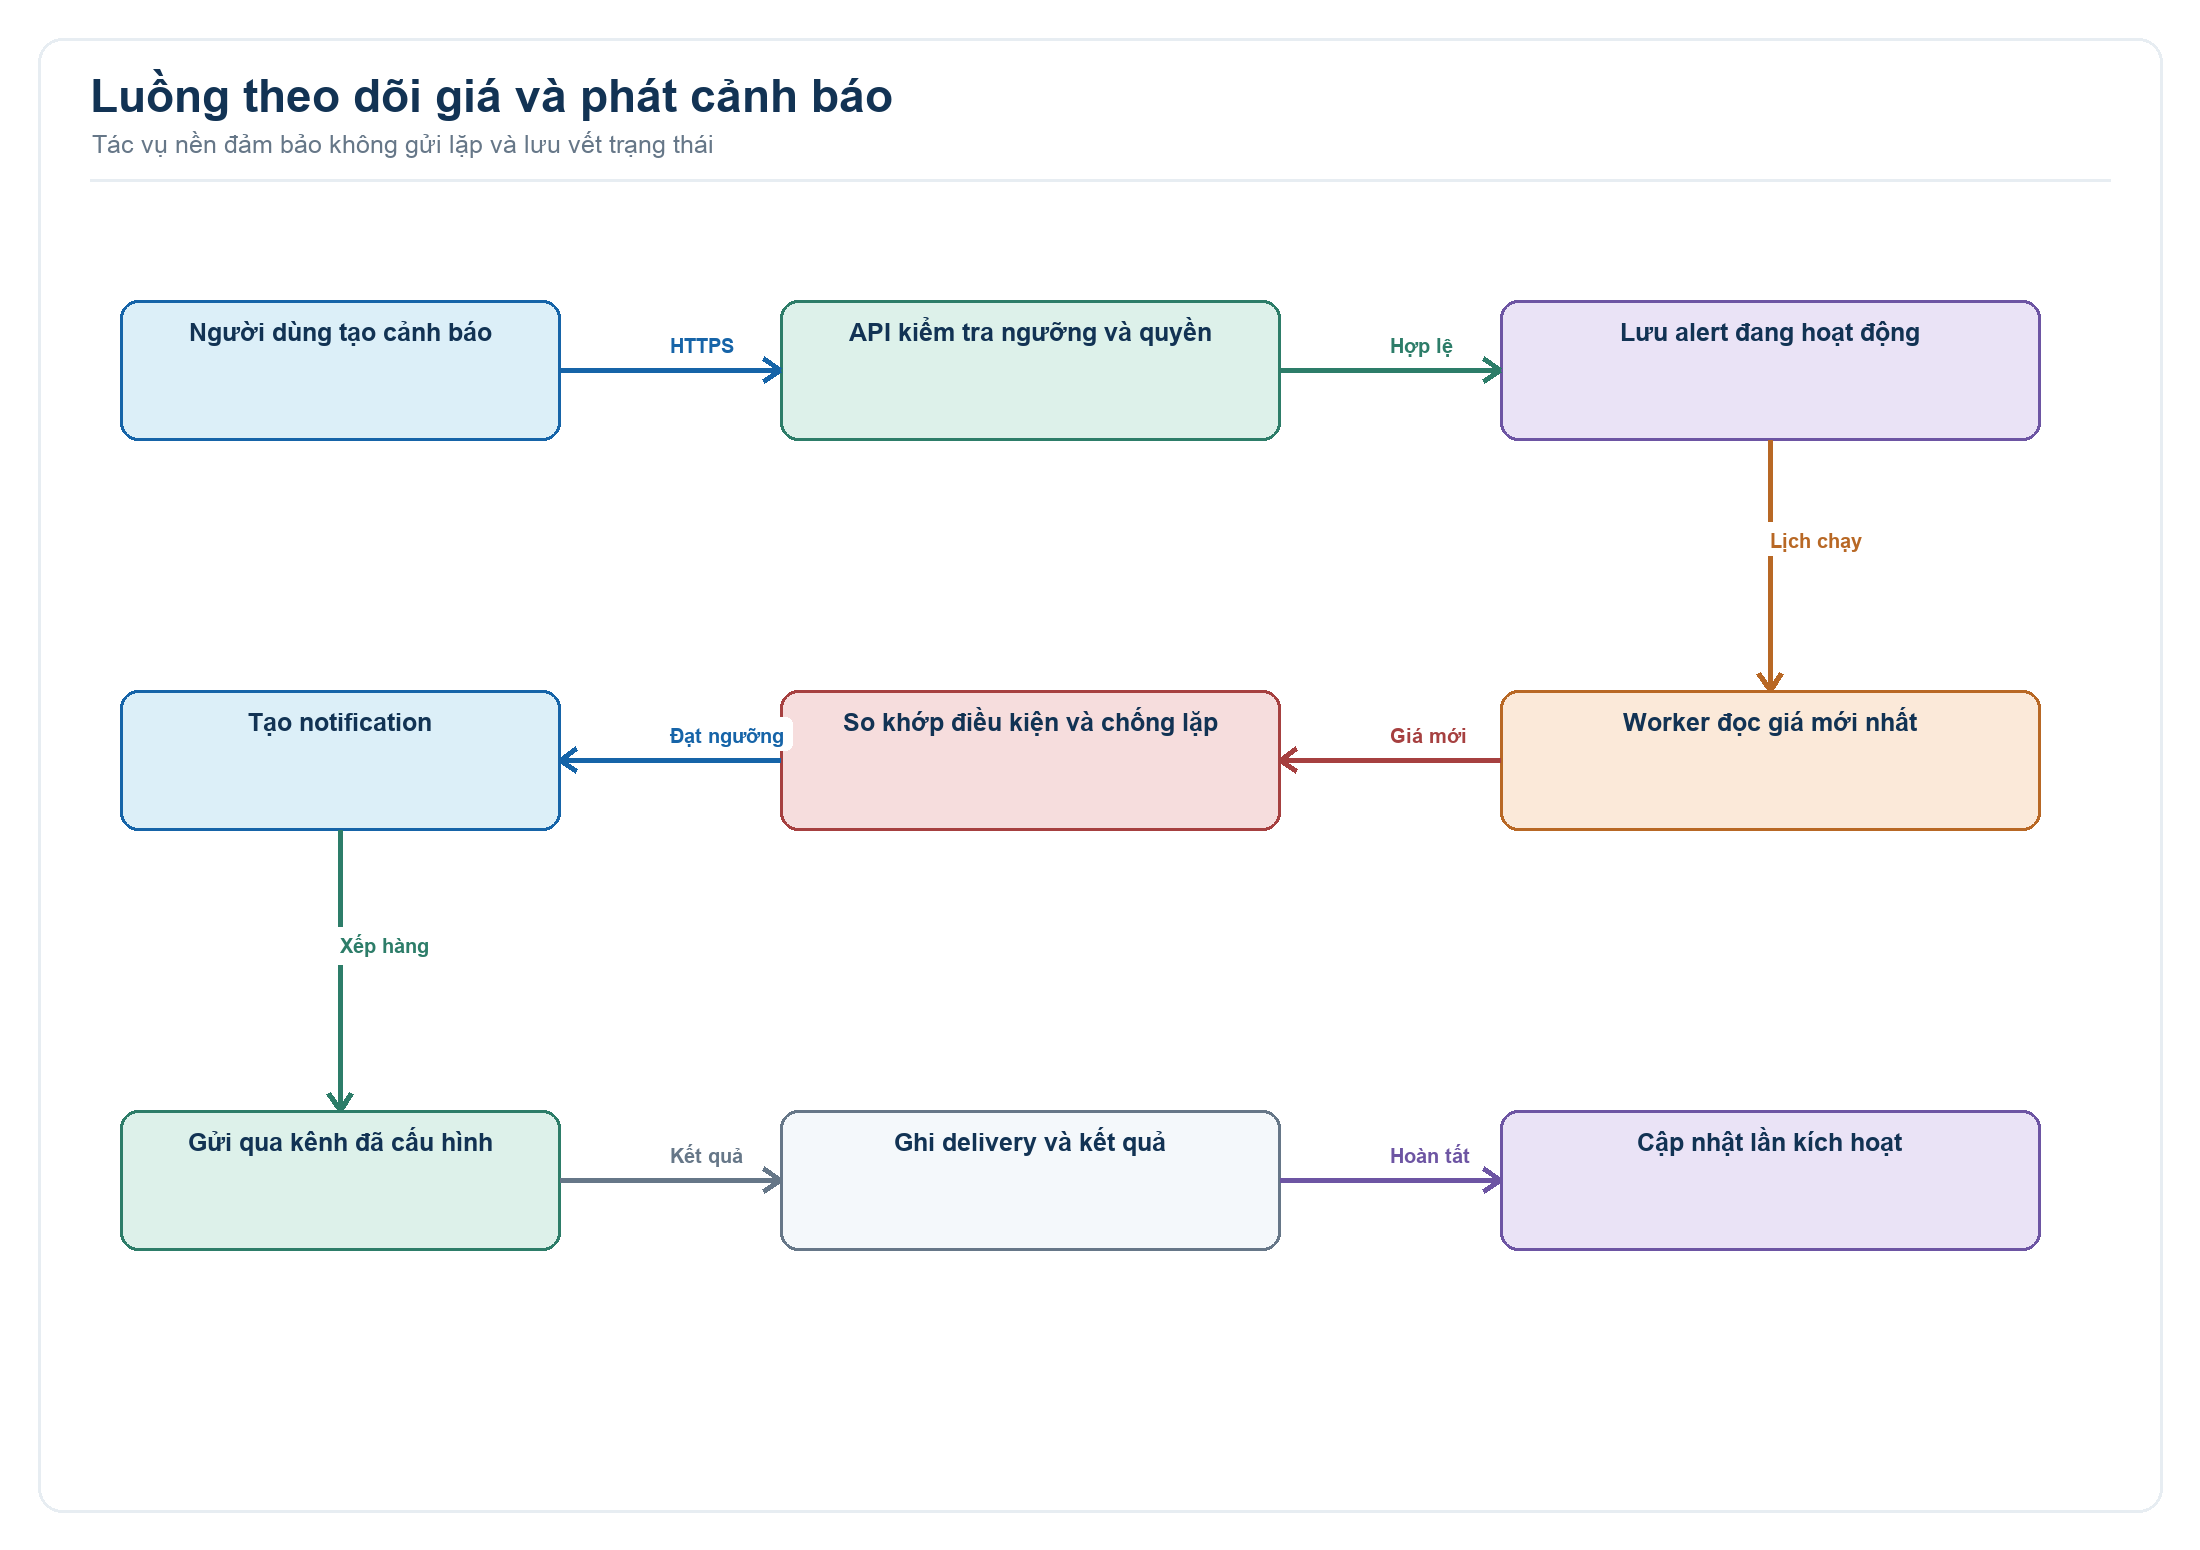 Luồng theo dõi giá và phát cảnh báo
Tác vụ nền đảm bảo không gửi lặp và lưu vết trạng thái
Người dùng tạo cảnh báo
HTTPS
API kiểm tra ngưỡng và quyền
Hợp lệ
Lưu alert đang hoạt động
Lịch chạy
Tạo notification
Đạt ngưỡng
So khớp điều kiện và chống lặp
Giá mới
Worker đọc giá mới nhất
Xếp hàng
Gửi qua kênh đã cấu hình
Kết quả
Ghi delivery và kết quả
Hoàn tất
Cập nhật lần kích hoạt